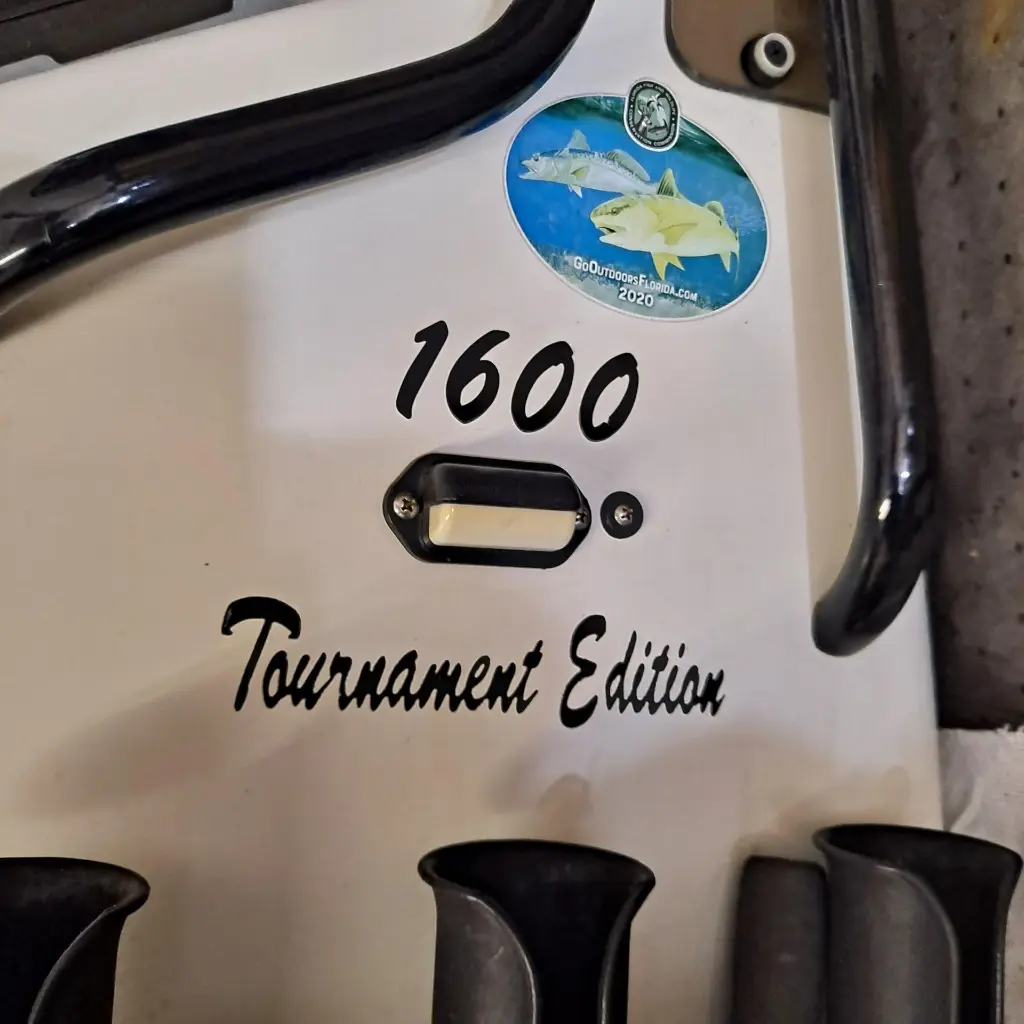 GoOutdoorsFlorida.com
2020
1600
Tournament Edition